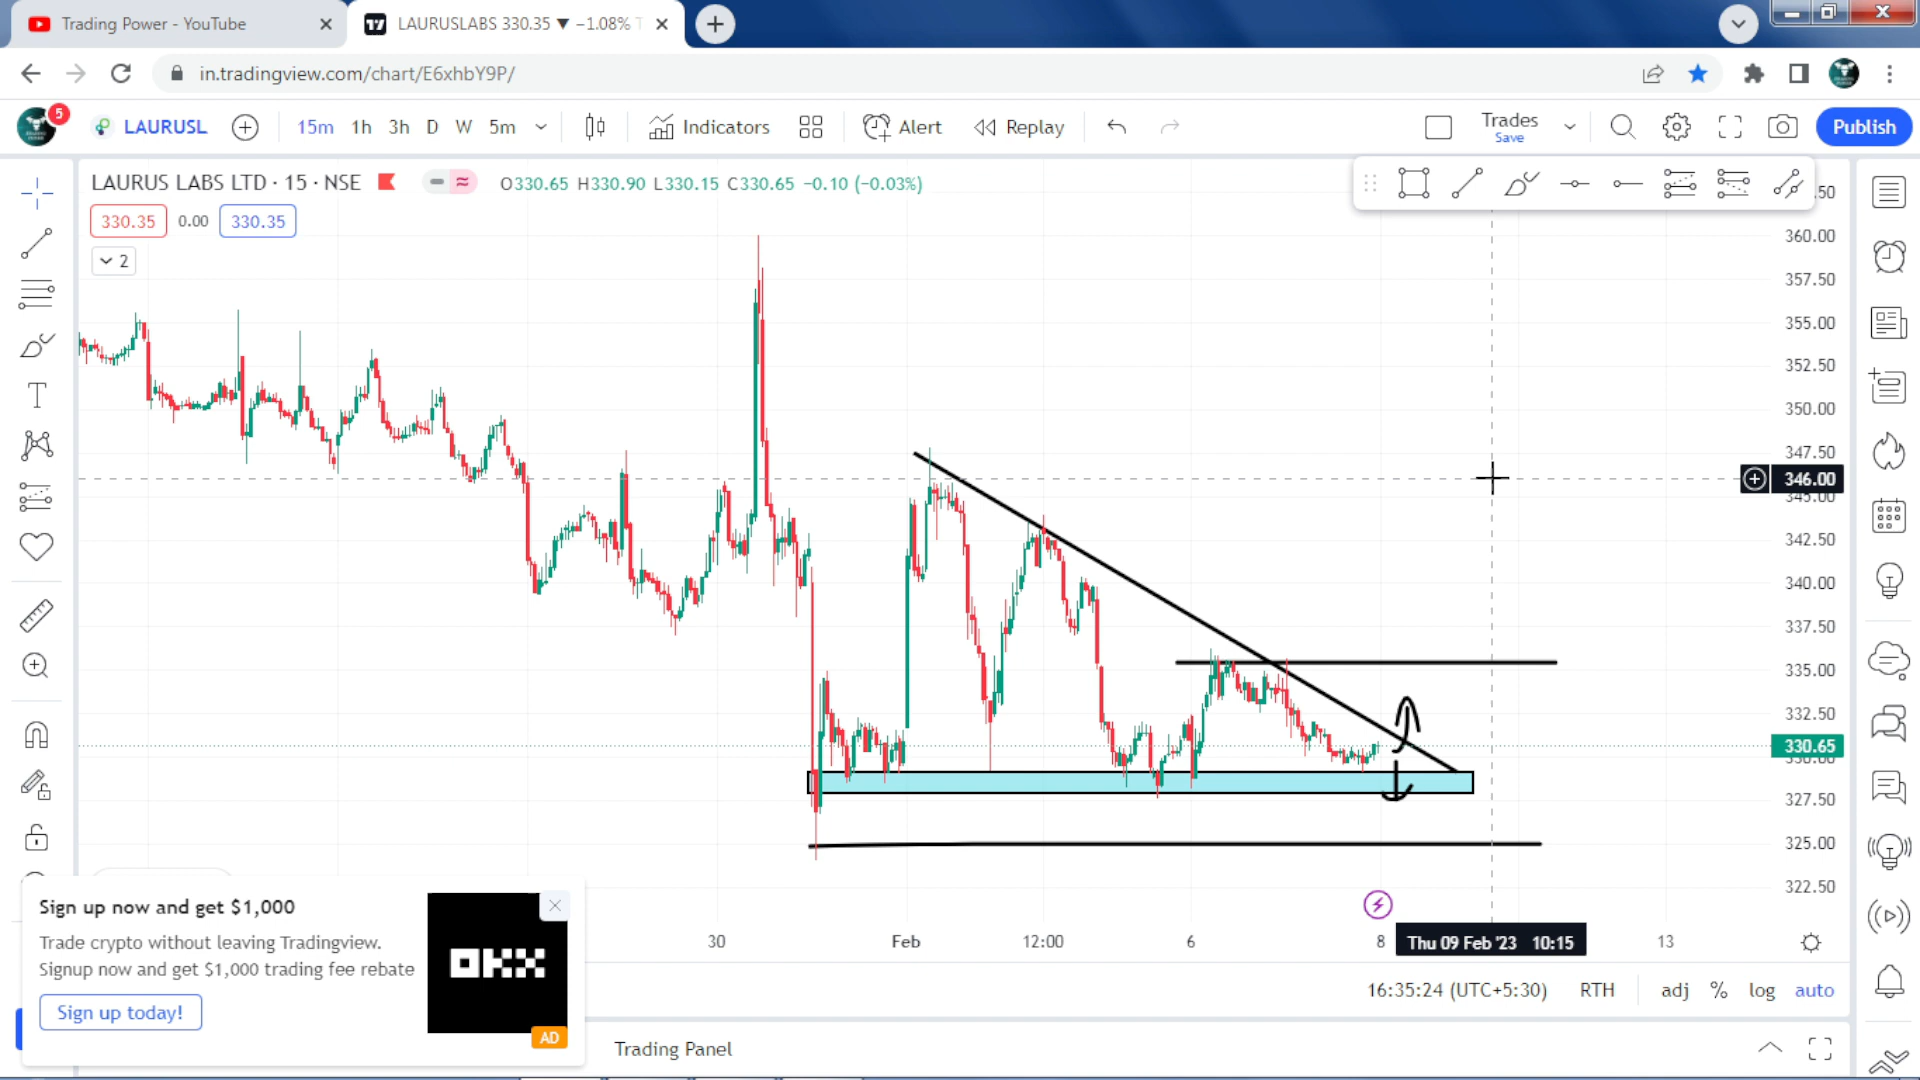 Trading Power - YouTube
LAURUSLABS 330.35 ▼ −1.08%
in.tradingview.com/chart/E6xhbY9P/
5
LAURUSL
15m 1h 3h D W 5m
Indicators
Alert
Replay
Trades
Save
Publish
LAURUS LABS LTD · 15 · NSE
O330.65 H330.90 L330.15 C330.65 −0.10 (−0.03%)
330.35 0.00 330.35
2
360.00
357.50
355.00
352.50
350.00
347.50
346.00
345.00
342.50
340.00
337.50
335.00
332.50
330.65
330.00
327.50
325.00
322.50
30 Feb 12:00 6 8 Thu 09 Feb '23 10:15 13
Sign up now and get $1,000
Trade crypto without leaving Tradingview.
Signup now and get $1,000 trading fee rebate
Sign up today!
OKX
AD
16:35:24 (UTC+5:30) RTH adj % log auto
Trading Panel